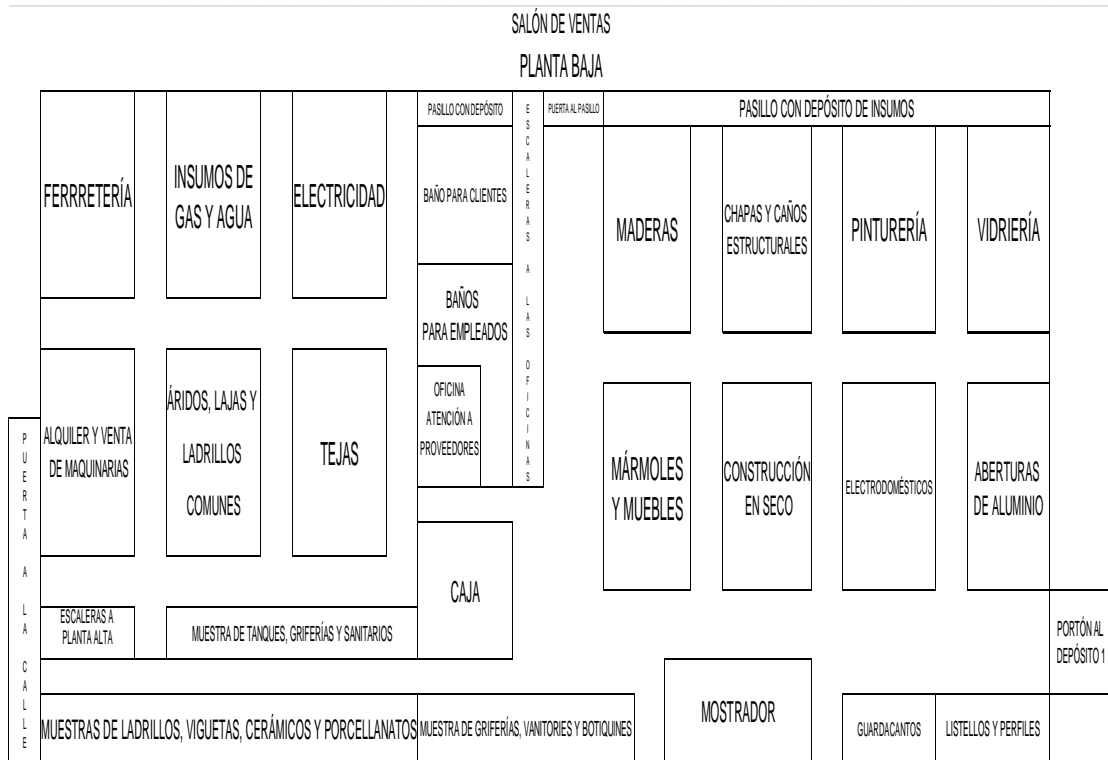 SALÓN DE VENTAS
PLANTA BAJA
PASILLO CON DEPÓSITO
ESCALERAS A LAS OFICINAS
PUERTA AL PASILLO
PASILLO CON DEPÓSITO DE INSUMOS
FERRRETERÍA
INSUMOS DE
GAS Y AGUA
ELECTRICIDAD
BAÑO PARA CLIENTES
MADERAS
CHAPAS Y CAÑOS
ESTRUCTURALES
PINTURERÍA
VIDRIERÍA
BAÑOS
PARA EMPLEADOS
OFICINA
ATENCIÓN A
PROVEEDORES
PUERTA A LA CALLE
ALQUILER Y VENTA
DE MAQUINARIAS
ÁRIDOS, LAJAS Y
LADRILLOS
COMUNES
TEJAS
MÁRMOLES
Y MUEBLES
CONSTRUCCIÓN
EN SECO
ELECTRODOMÉSTICOS
ABERTURAS
DE ALUMINIO
CAJA
ESCALERAS A
PLANTA ALTA
MUESTRA DE TANQUES, GRIFERÍAS Y SANITARIOS
PORTÓN AL
DEPÓSITO 1
MUESTRAS DE LADRILLOS, VIGUETAS, CERÁMICOS Y PORCELLANATOS
MUESTRA DE GRIFERÍAS, VANITORIES Y BOTIQUINES
MOSTRADOR
GUARDACANTOS
LISTELLOS Y PERFILES